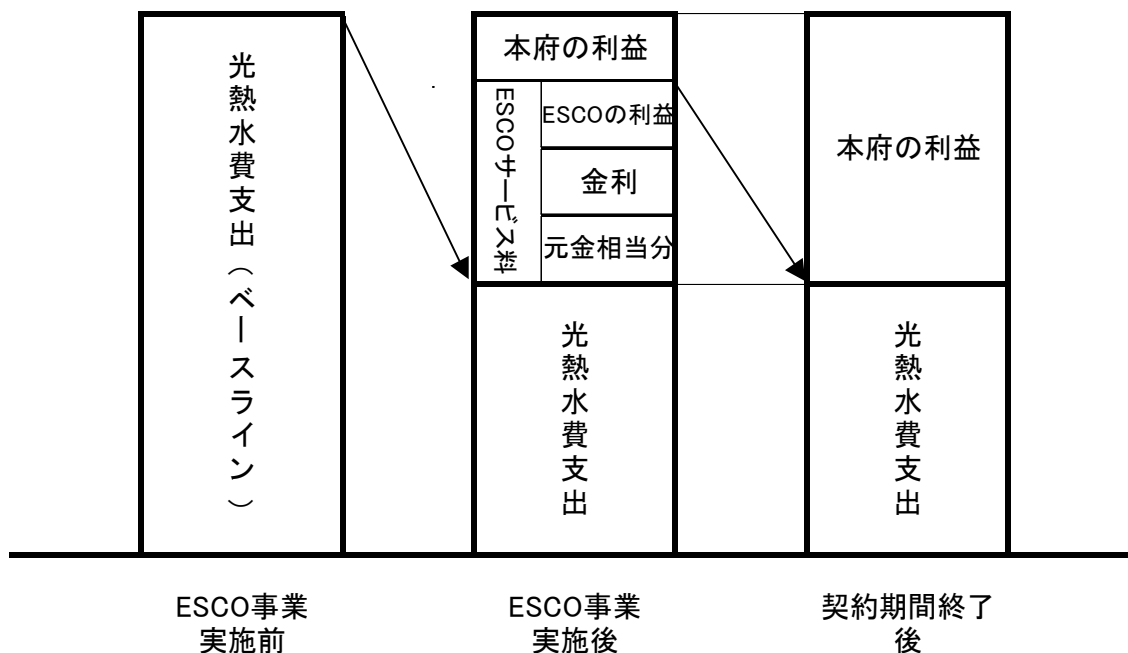 光熱水費支出（ベースライン）
本府の利益
ESCOサービス料
ESCOの利益
金利
元金相当分
光熱水費支出
本府の利益
光熱水費支出
ESCO事業
実施前
ESCO事業
実施後
契約期間終了
後